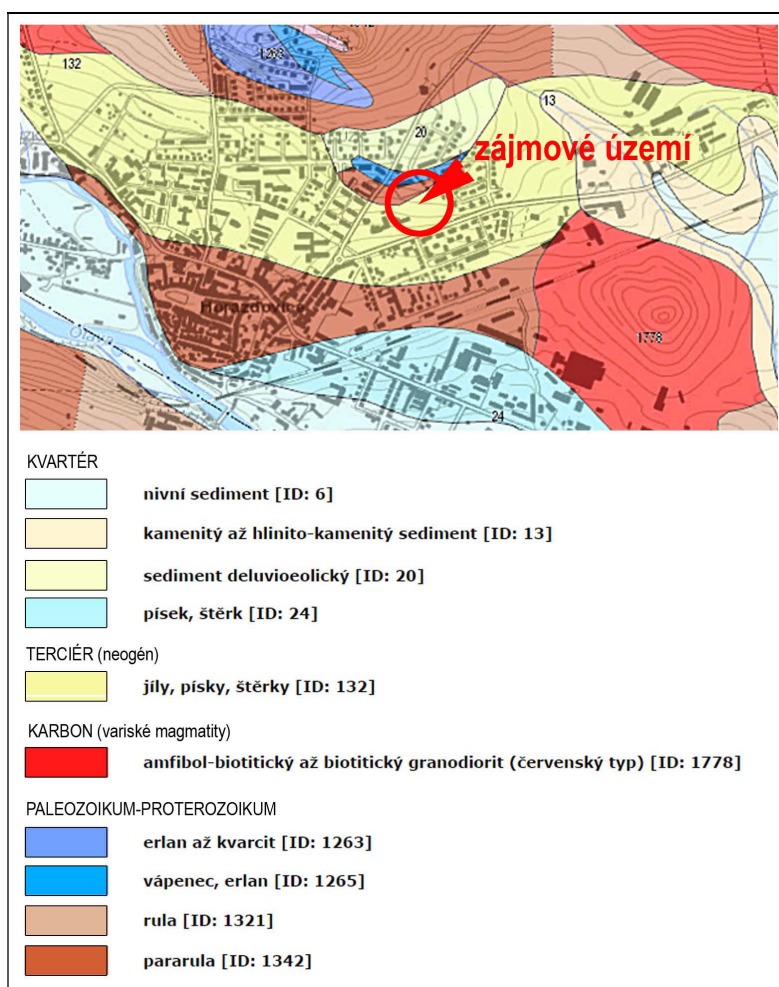 1263
132
13
20
zájmové území
Horažďovice
Otava
1778
24
KVARTÉR
nivní sediment [ID: 6]
kamenitý až hlinito-kamenitý sediment [ID: 13]
sediment deluvioeolický [ID: 20]
písek, štěrk [ID: 24]
TERCIÉR (neogén)
jíly, písky, štěrky [ID: 132]
KARBON (variské magmatity)
amfibol-biotitický až biotitický granodiorit (červenský typ) [ID: 1778]
PALEOZOIKUM-PROTEROZOIKUM
erlan až kvarcit [ID: 1263]
vápenec, erlan [ID: 1265]
rula [ID: 1321]
pararula [ID: 1342]